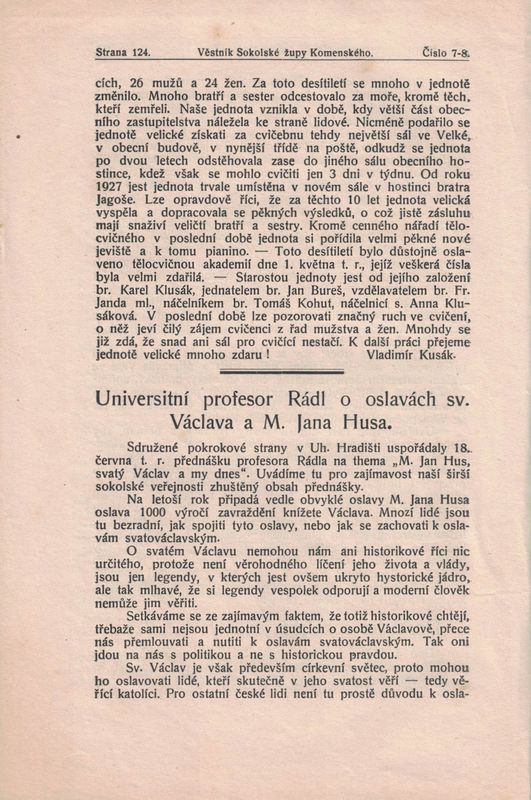 Strana 124. Věstník Sokolské župy Komenského. Číslo 7-8.
cích, 26 mužů a 24 žen. Za toto desítiletí se mnoho v jednotě
změnilo. Mnoho bratří a sester odcestovalo za moře, kromě těch,
kteří zemřeli. Naše jednota vznikla v době, kdy větší část obec-
ního zastupitelstva náležela ke straně lidové. Nicméně podařilo se
jednotě velické získati za cvičebnu tehdy největší sál ve Velké,
v obecní budově, v nynější třídě na poště, odkudž se jednota
po dvou letech odstěhovala zase do jiného sálu obecního ho-
stince, kdež však se mohlo cvičiti jen 3 dni v týdnu. Od roku
1927 jest jednota trvale umístěna v novém sále v hostinci bratra
Jagoše. Lze opravdově říci, že za těchto 10 let jednota velická
vyspěla a dopracovala se pěkných výsledků, o což jistě zásluhu
mají snaživí veličtí bratří a sestry. Kromě cenného nářadí tělo-
cvičného v poslední době jednota si pořídila velmi pěkné nové
jeviště a k tomu pianino. — Toto desítiletí bylo důstojně osla-
veno tělocvičnou akademií dne 1. května t. r., jejíž veškerá čísla
byla velmi zdařilá. — Starostou jednoty jest od jejího založení
br. Karel Klusák, jednatelem br. Jan Bureš, vzdělavatelem br. Fr.
Janda ml., náčelníkem br. Tomáš Kohut, náčelnicí s. Anna Klu-
sáková. V poslední době lze pozorovati značný ruch ve cvičení,
o něž jeví čilý zájem cvičenci z řad mužstva a žen. Mnohdy se
již zdá, že snad ani sál pro cvičící nestačí. K další práci přejeme
jednotě velické mnoho zdaru ! Vladimír Kusák.
Universitní profesor Rádl o oslavách sv.
Václava a M. Jana Husa.
Sdružené pokrokové strany v Uh. Hradišti uspořádaly 18.
června t. r. přednášku profesora Rádla na thema „M. Jan Hus,
svatý Václav a my dnes“. Uvádíme tu pro zajímavost naší širší
sokolské veřejnosti zhuštěný obsah přednášky.
Na letoší rok připadá vedle obvyklé oslavy M. Jana Husa
oslava 1000 výročí zavraždění knížete Václava. Mnozí lidé jsou
tu bezradní, jak spojiti tyto oslavy, nebo jak se zachovati k osla-
vám svatováclavským.
O svatém Václavu nemohou nám ani historikové říci nic
určitého, protože není věrohodného líčení jeho života a vlády,
jsou jen legendy, v kterých jest ovšem ukryto hystorické jádro,
ale tak mlhavé, že si legendy vespolek odporují a moderní člověk
nemůže jim věřiti.
Setkáváme se ze zajímavým faktem, že totiž historikové chtějí,
třebaže sami nejsou jednotní v úsudcích o osobě Václavově, přece
nás přemlouvati a nutiti k oslavám svatováclavským. Tak oni
jdou na nás s politikou a ne s historickou pravdou.
Sv. Václav je však především církevní světec, proto mohou
ho oslavovati lidé, kteří skutečně v jeho svatost věří — tedy vě-
řící katolíci. Pro ostatní české lidi není tu prostě důvodu k osla-